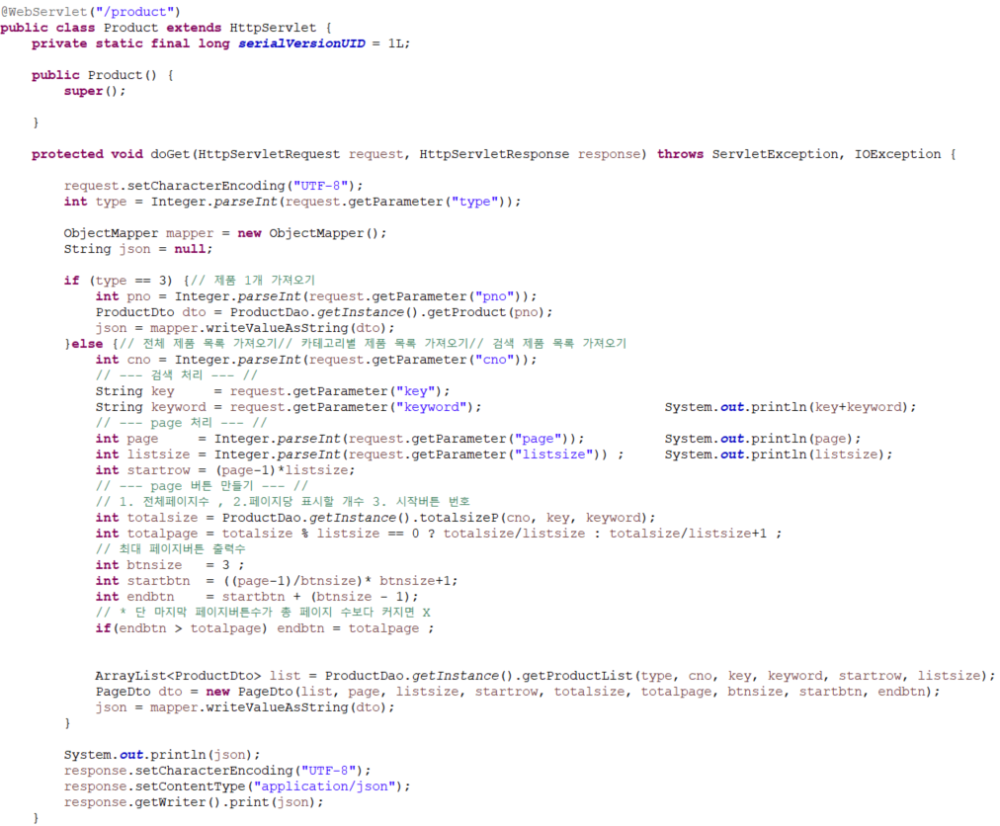 @WebServlet("/product")
public class Product extends HttpServlet {
private static final long serialVersionUID = 1L;
public Product() {
super();
}
protected void doGet(HttpServletRequest request, HttpServletResponse response) throws ServletException, IOException {
request.setCharacterEncoding("UTF-8");
int type = Integer.parseInt(request.getParameter("type"));
ObjectMapper mapper = new ObjectMapper();
String json = null;
if (type == 3) {// 제품 1개 가져오기
int pno = Integer.parseInt(request.getParameter("pno"));
ProductDto dto = ProductDao.getInstance().getProduct(pno);
json = mapper.writeValueAsString(dto);
}else {// 전체 제품 목록 가져오기// 카테고리별 제품 목록 가져오기// 검색 제품 목록 가져오기
int cno = Integer.parseInt(request.getParameter("cno"));
// --- 검색 처리 --- //
String key     = request.getParameter("key");
String keyword = request.getParameter("keyword");                       System.out.println(key+keyword);
// --- page 처리 --- //
int page     = Integer.parseInt(request.getParameter("page"));          System.out.println(page);
int listsize = Integer.parseInt(request.getParameter("listsize")) ;     System.out.println(listsize);
int startrow = (page-1)*listsize;
// --- page 버튼 만들기 --- //
// 1. 전체페이지수 , 2.페이지당 표시할 개수 3. 시작버튼 번호
int totalsize = ProductDao.getInstance().totalsizeP(cno, key, keyword);
int totalpage = totalsize % listsize == 0 ? totalsize/listsize : totalsize/listsize+1 ;
// 최대 페이지버튼 출력수
int btnsize   = 3 ;
int startbtn  = ((page-1)/btnsize)* btnsize+1;
int endbtn    = startbtn + (btnsize - 1);
// * 단 마지막 페이지버튼수가 총 페이지 수보다 커지면 X
if(endbtn > totalpage) endbtn = totalpage ;
ArrayList<ProductDto> list = ProductDao.getInstance().getProductList(type, cno, key, keyword, startrow, listsize);
PageDto dto = new PageDto(list, page, listsize, startrow, totalsize, totalpage, btnsize, startbtn, endbtn);
json = mapper.writeValueAsString(dto);
}
System.out.println(json);
response.setCharacterEncoding("UTF-8");
response.setContentType("application/json");
response.getWriter().print(json);
}